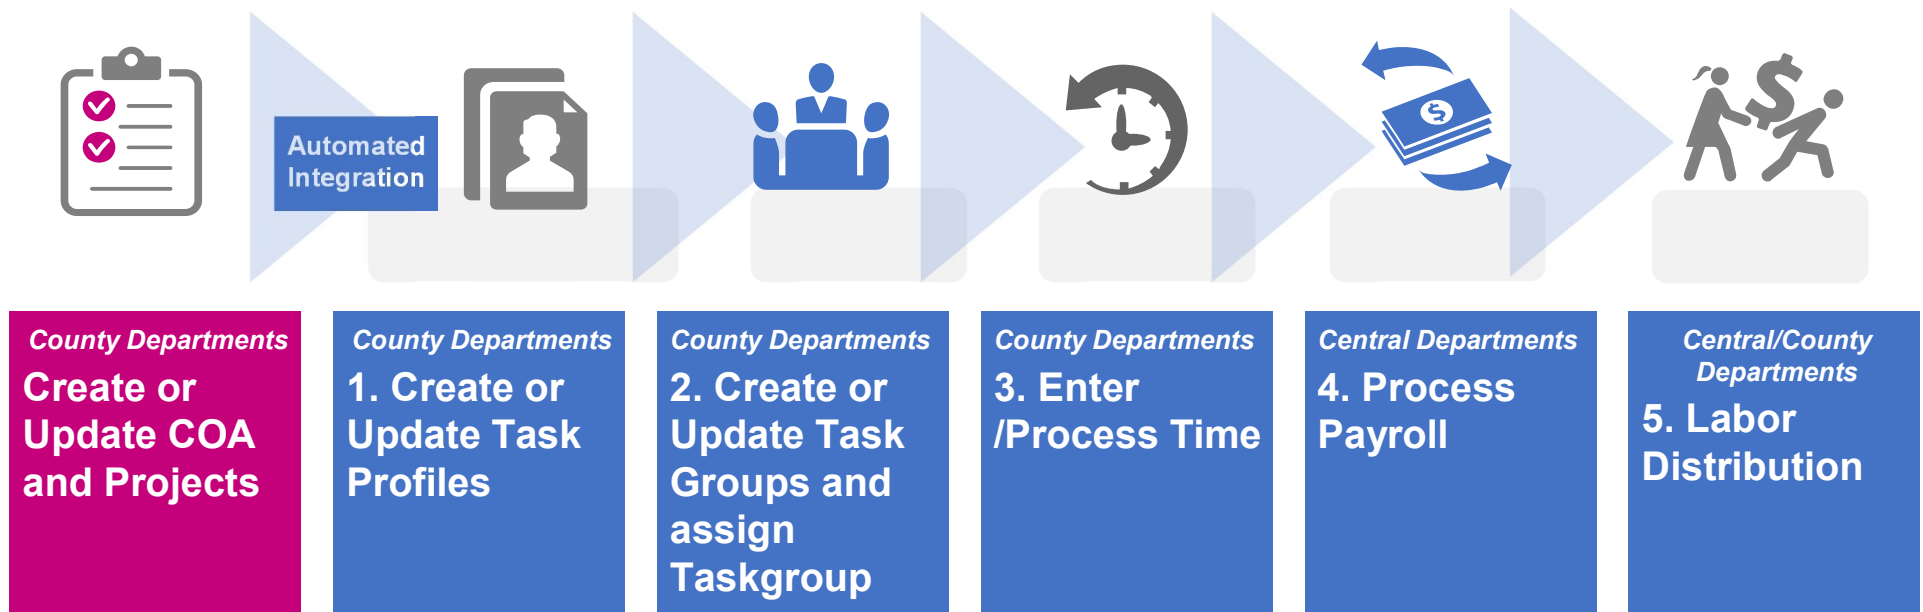 Automated
Integration
County Departments
Create or
Update COA
and Projects
County Departments
1. Create or
Update Task
Profiles
County Departments
2. Create or
Update Task
Groups and
assign
Taskgroup
County Departments
3. Enter
/Process Time
Central Departments
4. Process
Payroll
Central/County
Departments
5. Labor
Distribution